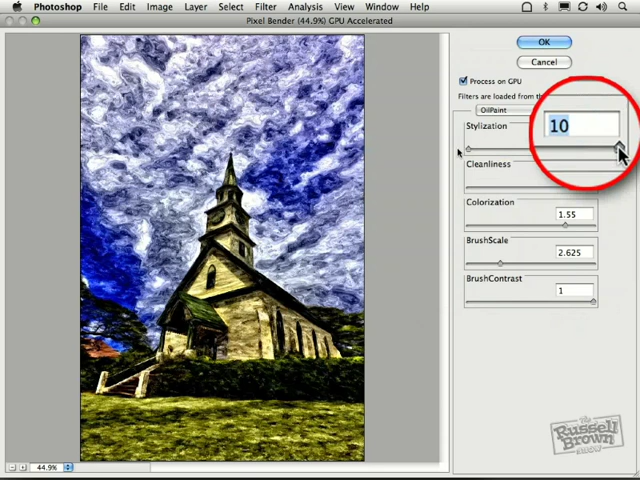 Photoshop File Edit Image Layer Select Filter Analysis View Window Help
Pixel Bender (44.9%) GPU Accelerated
OK
Cancel
Process on GPU
Filters are loaded from th
OilPaint
10
Stylization
Cleanliness
Colorization
1.55
BrushScale
2.625
BrushContrast
1
The
Russell
Brown
SHOW
44.9%